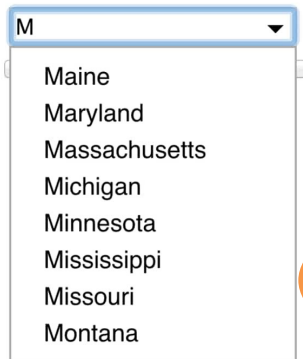 M
Maine
Maryland
Massachusetts
Michigan
Minnesota
Mississippi
Missouri
Montana